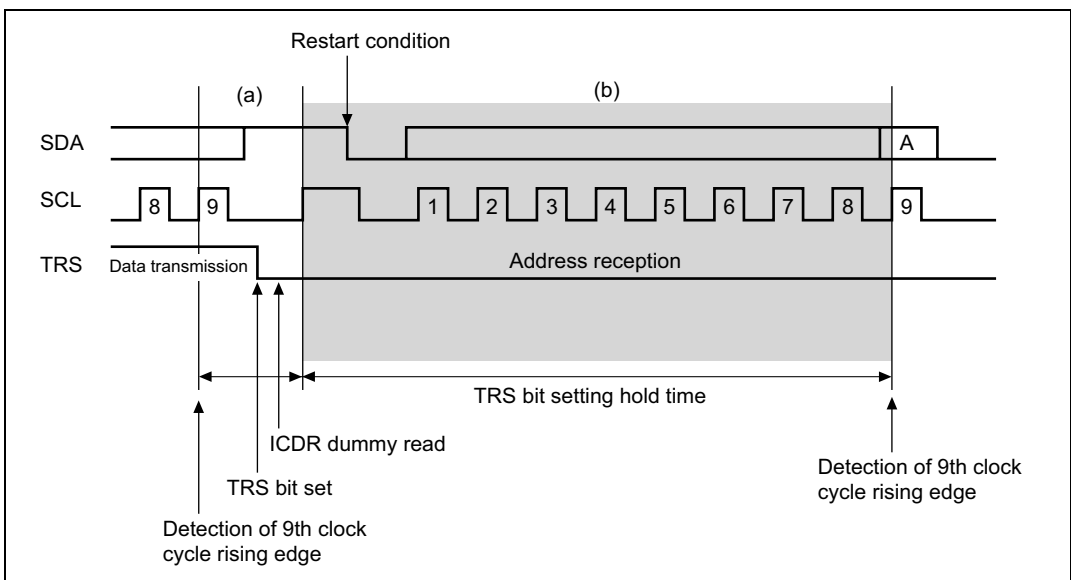 Restart condition
(a)
(b)
SDA
A
SCL
8 9 1 2 3 4 5 6 7 8 9
TRS
Data transmission
Address reception
TRS bit setting hold time
ICDR dummy read
TRS bit set
Detection of 9th clock
cycle rising edge
Detection of 9th clock
cycle rising edge